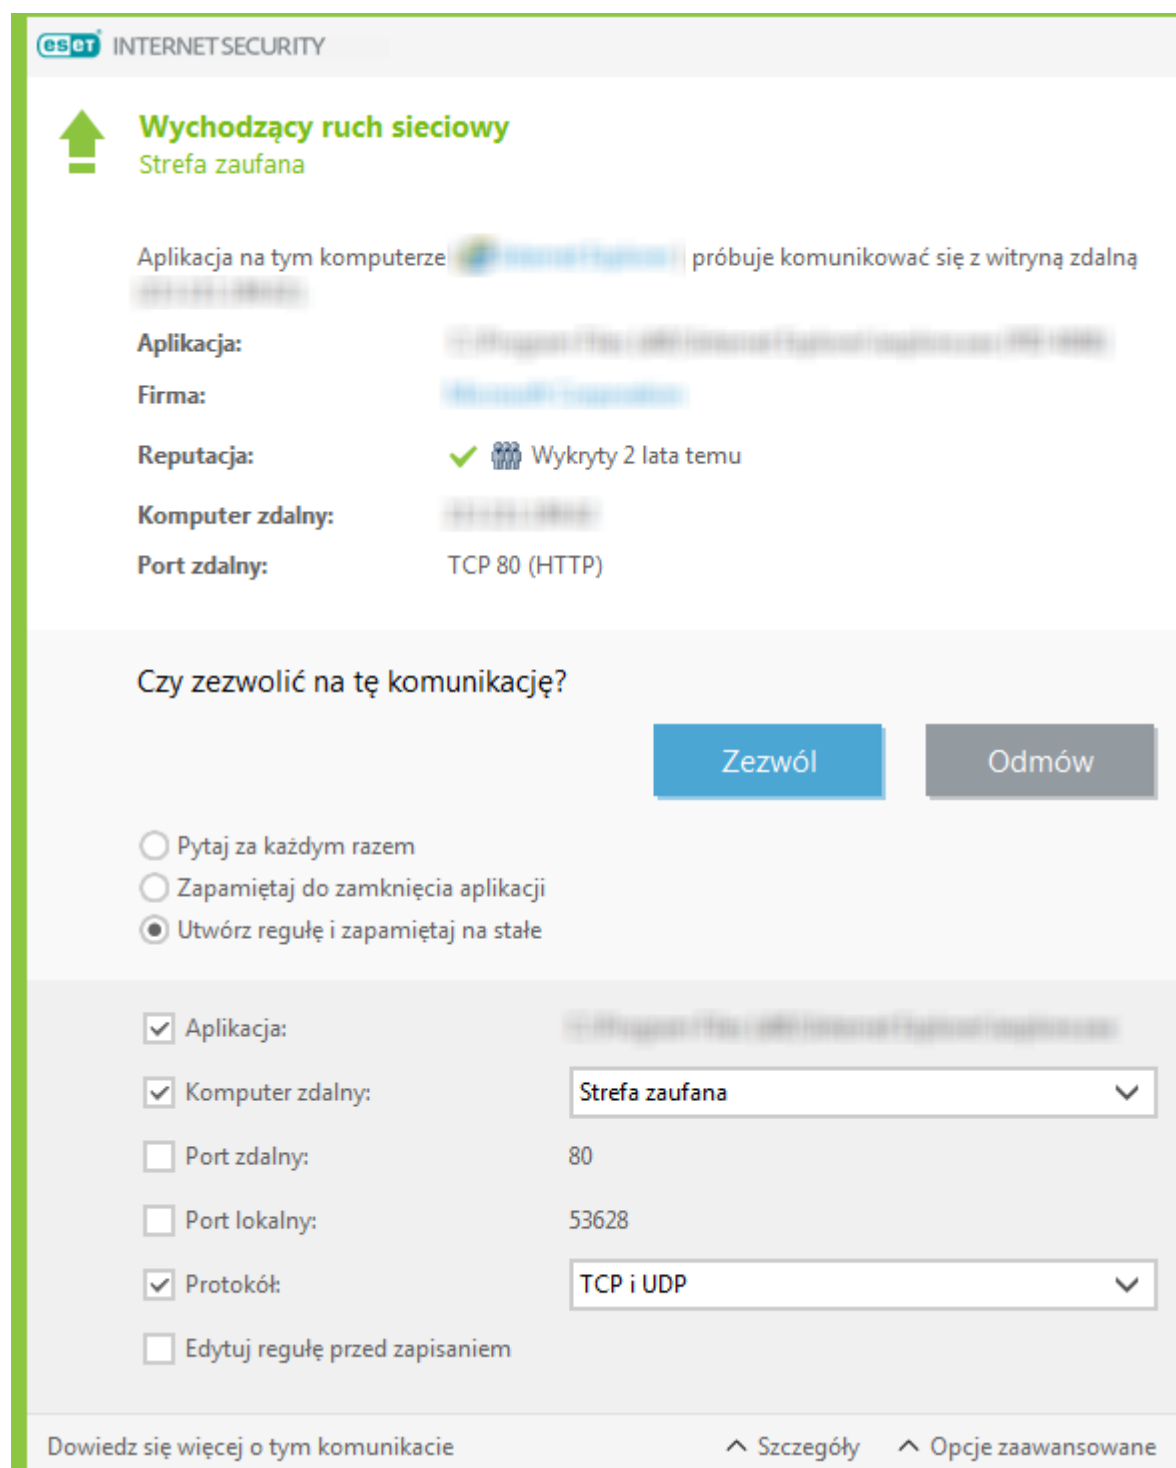 eset INTERNET SECURITY
Wychodzący ruch sieciowy
Strefa zaufana
Aplikacja na tym komputerze próbuje komunikować się z witryną zdalną
Aplikacja:
Firma:
Reputacja: Wykryty 2 lata temu
Komputer zdalny:
Port zdalny: TCP 80 (HTTP)
Czy zezwolić na tę komunikację?
Zezwól Odmów
Pytaj za każdym razem
Zapamiętaj do zamknięcia aplikacji
Utwórz regułę i zapamiętaj na stałe
Aplikacja:
Komputer zdalny: Strefa zaufana
Port zdalny: 80
Port lokalny: 53628
Protokół: TCP i UDP
Edytuj regułę przed zapisaniem
Dowiedz się więcej o tym komunikacie Szczegóły Opcje zaawansowane